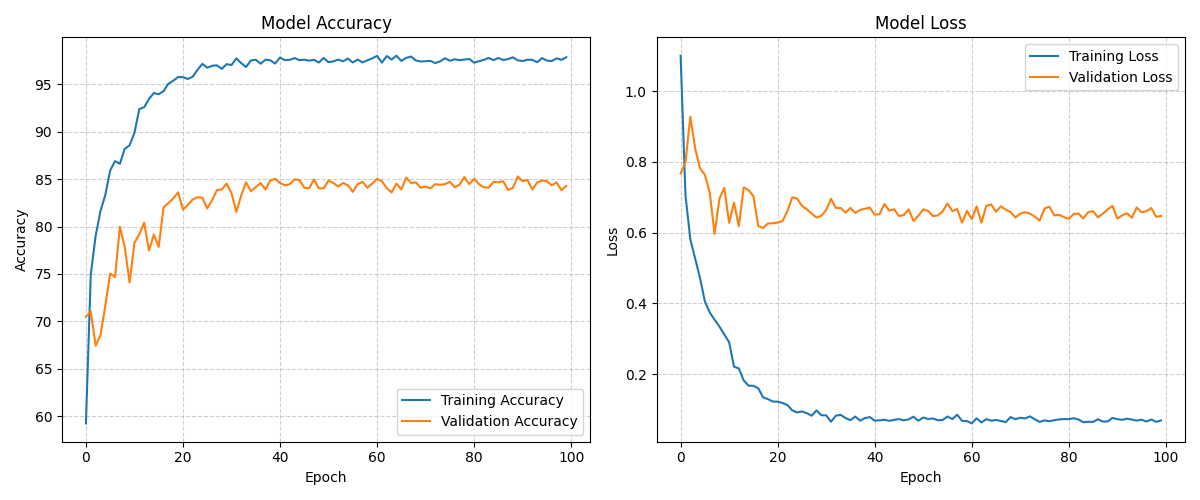 Model Accuracy
Accuracy
95
90
85
80
75
70
65
60
0 20 40 60 80 100
Epoch
Training Accuracy
Validation Accuracy
Model Loss
Loss
1.0
0.8
0.6
0.4
0.2
0 20 40 60 80 100
Epoch
Training Loss
Validation Loss